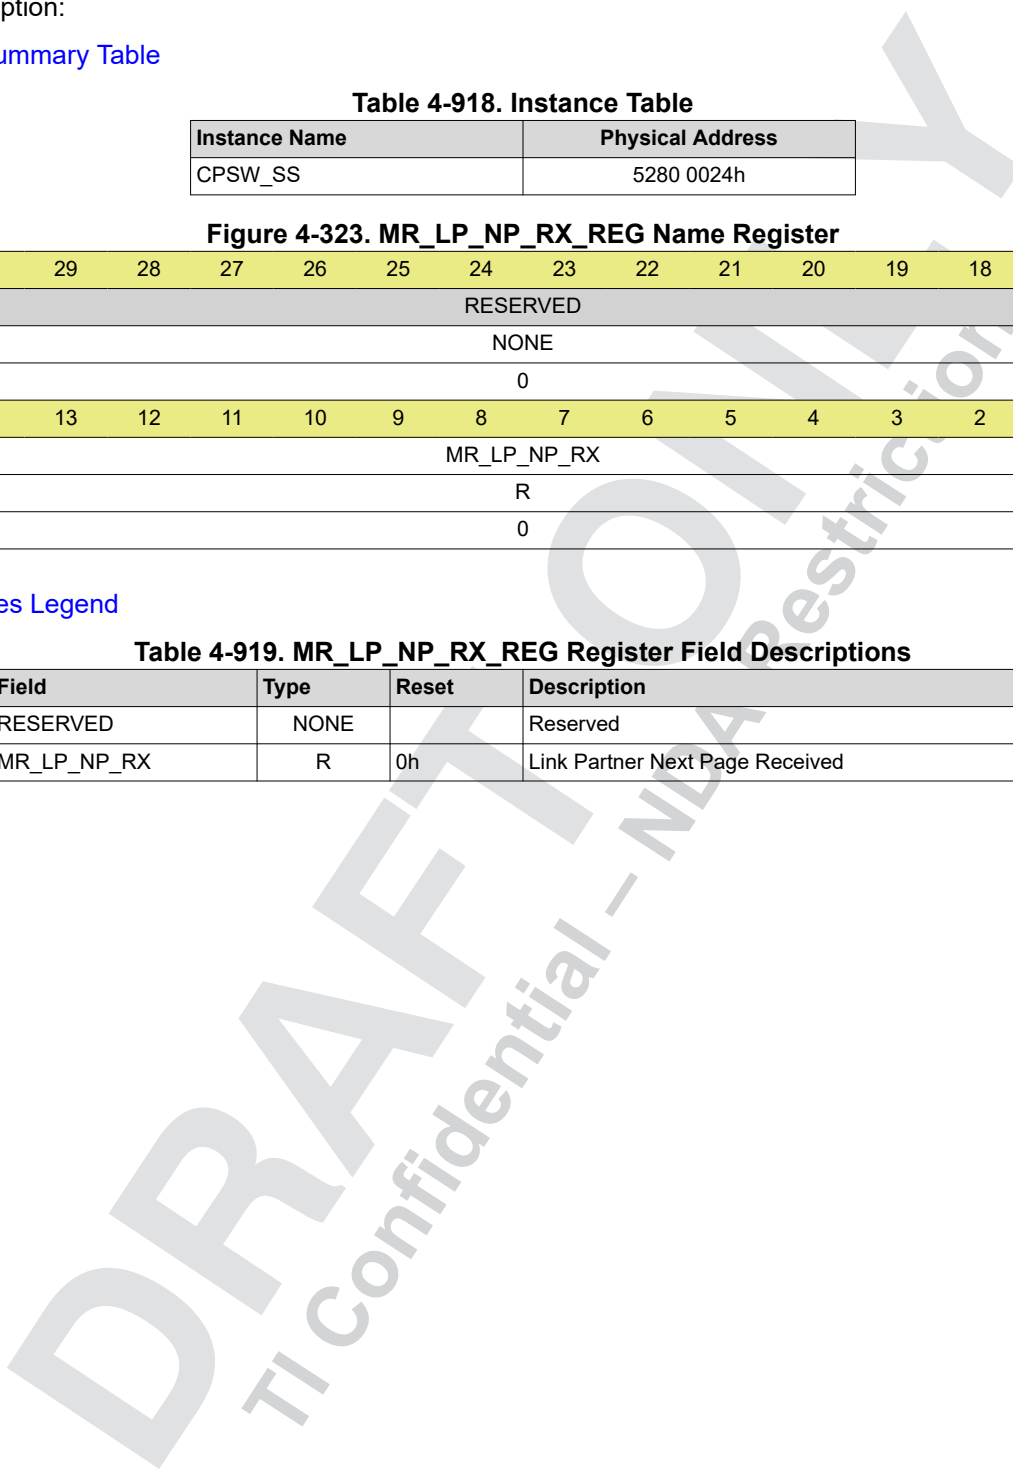 ption:
ummary Table
Table 4-918. Instance Table
Instance Name Physical Address
CPSW_SS 5280 0024h
Figure 4-323. MR_LP_NP_RX_REG Name Register
29 28 27 26 25 24 23 22 21 20 19 18
RESERVED
NONE
0
13 12 11 10 9 8 7 6 5 4 3 2
MR_LP_NP_RX
R
0
es Legend
Table 4-919. MR_LP_NP_RX_REG Register Field Descriptions
Field Type Reset Description
RESERVED NONE Reserved
MR_LP_NP_RX R 0h Link Partner Next Page Received
DRAFT ONLY
TI Confidential – NDA Restriction